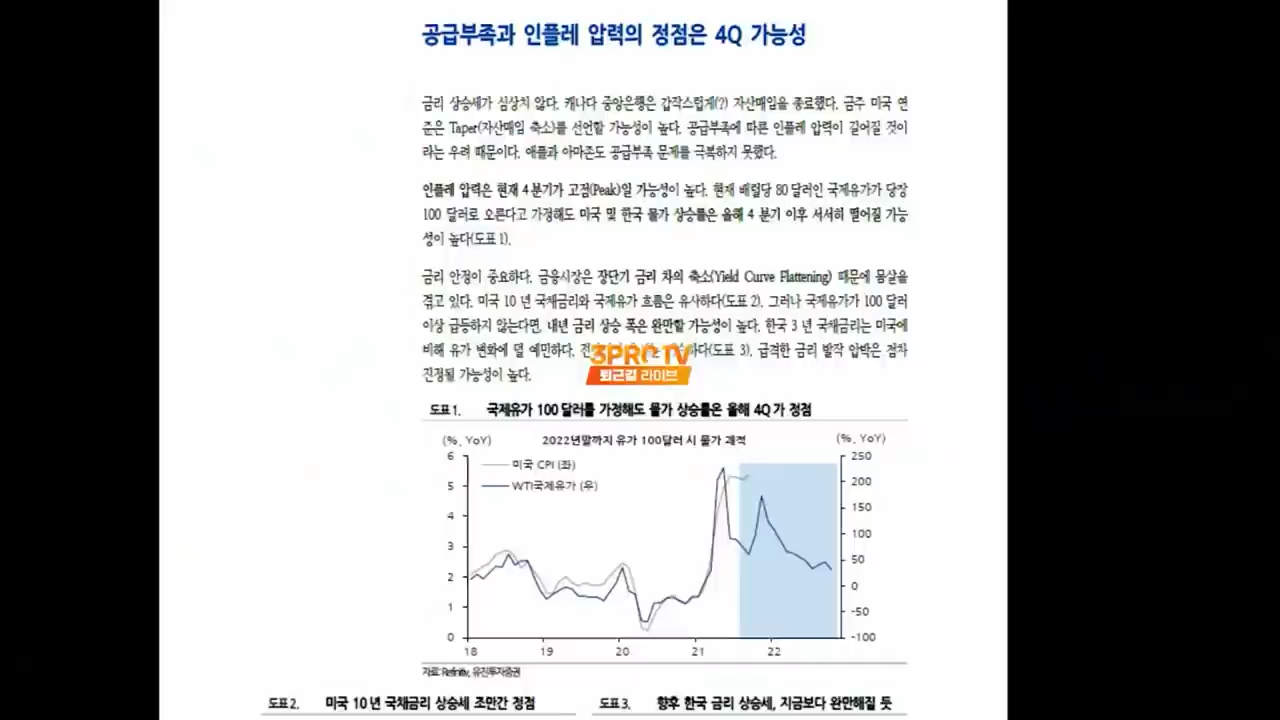 공급부족과 인플레 압력의 정점은 4Q 가능성
금리 상승세가 심상치 않다. 캐나다 중앙은행은 갑작스럽게(?) 자산매입을 종료했다. 금주 미국 연
준은 Taper(자산매입 축소)를 선언할 가능성이 높다. 공급부족에 따른 인플레 압력이 길어질 것이
라는 우려 때문이다. 애플과 아마존도 공급부족 문제를 극복하지 못했다.
인플레 압력은 현재 4분기가 고점(Peak)일 가능성이 높다. 현재 배럴당 80 달러인 국제유가가 당장
100 달러로 오른다고 가정해도 미국 및 한국 물가 상승률은 올해 4 분기 이후 서서히 떨어질 가능
성이 높다(도표 1).
금리 안정이 중요하다. 금융시장은 장단기 금리 차의 축소(Yield Curve Flattening) 때문에 몸살을
겪고 있다. 미국 10 년 국채금리와 국제유가 흐름은 유사하다(도표 2). 그러나 국제유가가 100 달러
이상 급등하지 않는다면, 내년 금리 상승 폭은 완만할 가능성이 높다. 한국 3 년 국채금리는 미국에
비해 유가 변화에 덜 예민하다. (도표 3). 급격한 금리 발작 압박은 점차
3PROTV
퇴근길 라이브
진정될 가능성이 높다.
도표 1. 국제유가 100 달러를 가정해도 물가 상승률은 올해 4Q 가 정점
(%, YoY) 2022년말까지 유가 100달러 시 물가 궤적 (%, YoY)
6 250
미국 CPI (좌)
5 200
WTI국제유가 (우)
150
4 100
3 50
2 0
1 -50
0 -100
18 19 20 21 22
자료: Refinitiv, 유진투자증권
도표 2. 미국 10 년 국채금리 상승세 조만간 정점 도표 3. 향후 한국 금리 상승세, 지금보다 완만해질 듯